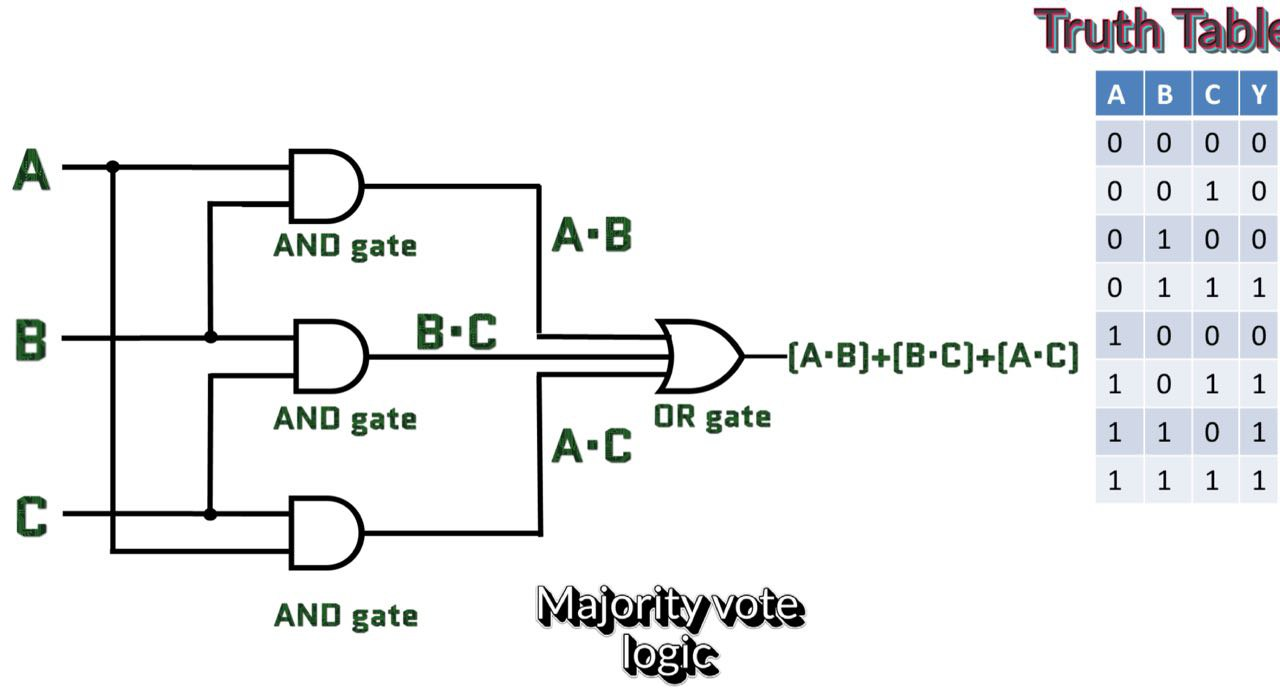 Truth Table
A B C Y
0 0 0 0
0 0 1 0
0 1 0 0
0 1 1 1
1 0 0 0
1 0 1 1
1 1 0 1
1 1 1 1
A
AND gate
A·B
B
B·C
AND gate
[A·B]+[B·C]+[A·C]
OR gate
A·C
C
AND gate
Majority vote
logic